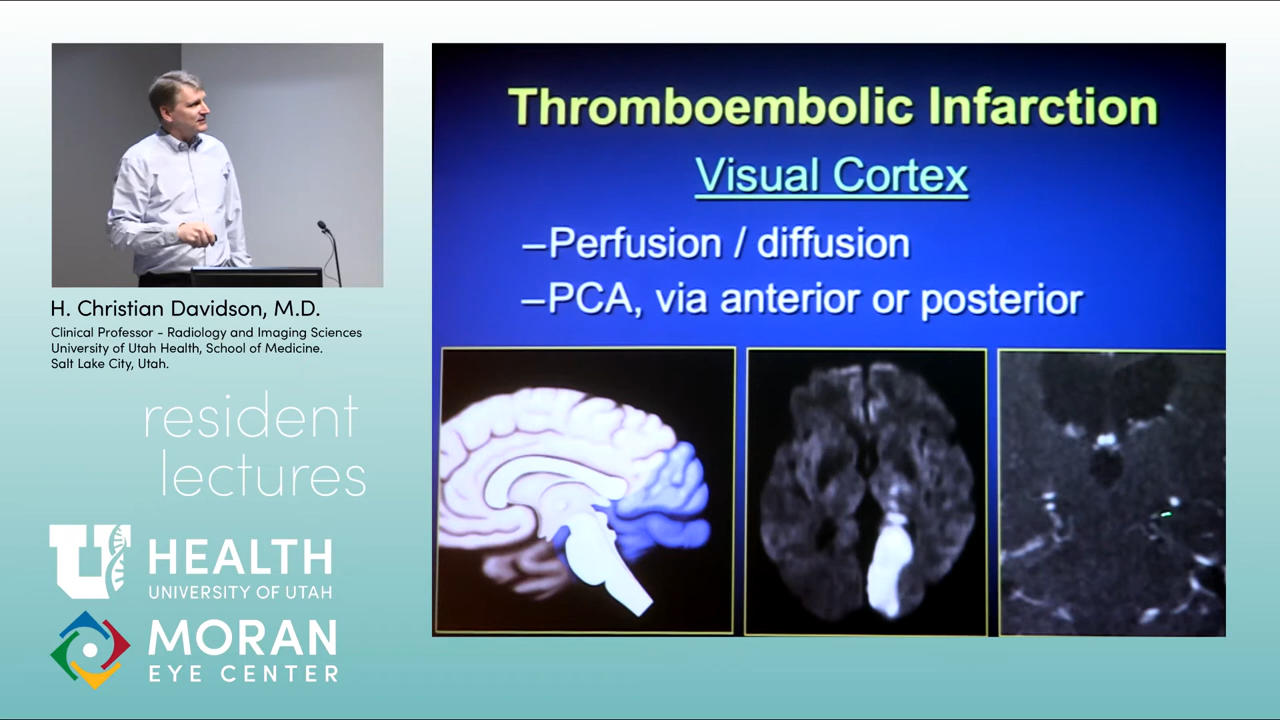 Thromboembolic Infarction
Visual Cortex
–Perfusion / diffusion
–PCA, via anterior or posterior
H. Christian Davidson, M.D.
Clinical Professor - Radiology and Imaging Sciences
University of Utah Health, School of Medicine.
Salt Lake City, Utah.
resident
lectures
U HEALTH
UNIVERSITY OF UTAH
MORAN
EYE CENTER